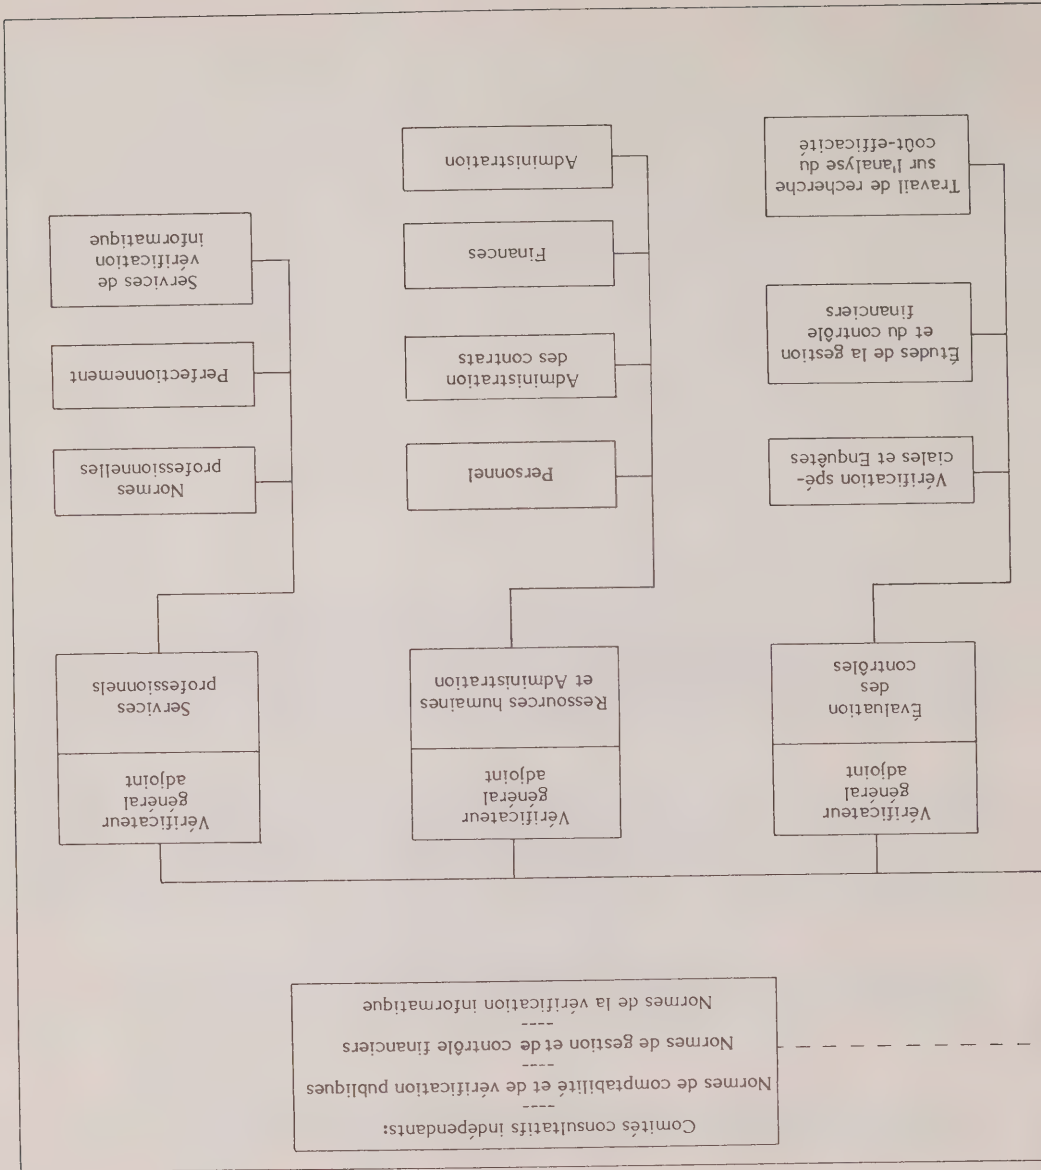 Comités consultatifs indépendants:
----
Normes de comptabilité et de vérification publiques
----
Normes de gestion et de contrôle financiers
----
Normes de la vérification informatique
Vérificateur
général
adjoint
Évaluation
des
contrôles
Vérification spé-
ciales et Enquêtes
Études de la gestion
et du contrôle
financiers
Travail de recherche
sur l'analyse du
coût-efficacité
Vérificateur
général
adjoint
Ressources humaines
et Administration
Personnel
Administration
des contrats
Finances
Administration
Vérificateur
général
adjoint
Services
professionnels
Normes
professionnelles
Perfectionnement
Services de
vérification
informatique